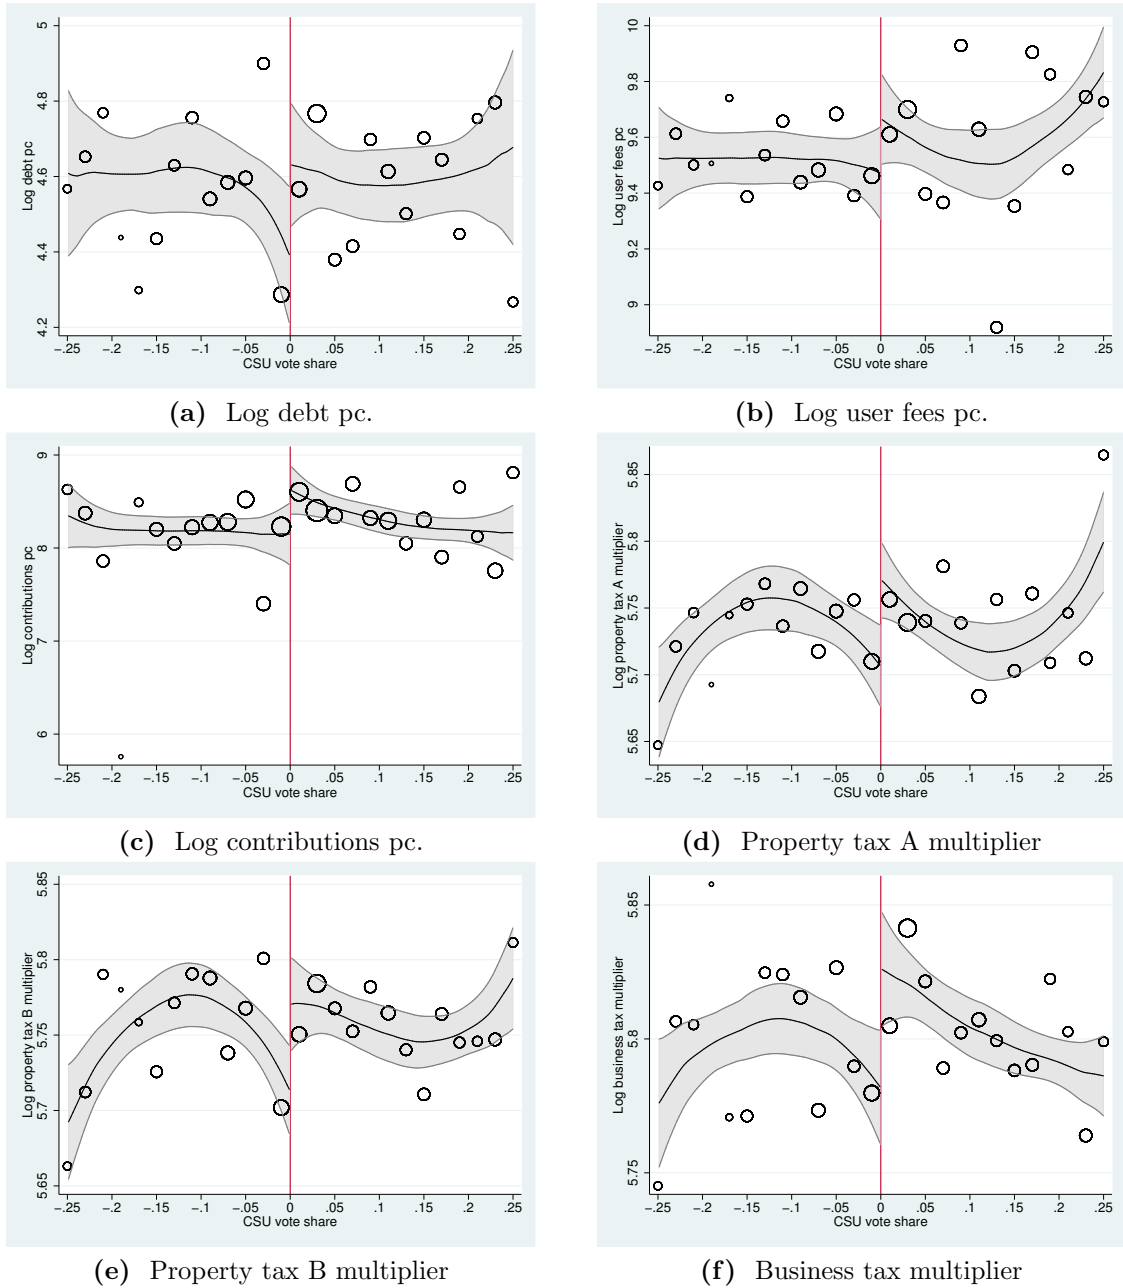 5
4.8
4.6
4.4
4.2
Log debt pc
-.25 -.2 -.15 -.1 -.05 0 .05 .1 .15 .2 .25
CSU vote share
(a) Log debt pc.
10
9.8
9.6
9.4
9.2
9
Log user fees pc
-.25 -.2 -.15 -.1 -.05 0 .05 .1 .15 .2 .25
CSU vote share
(b) Log user fees pc.
9
8
7
6
Log contributions pc
-.25 -.2 -.15 -.1 -.05 0 .05 .1 .15 .2 .25
CSU vote share
(c) Log contributions pc.
5.85
5.8
5.75
5.7
5.65
Log property tax A multiplier
-.25 -.2 -.15 -.1 -.05 0 .05 .1 .15 .2 .25
CSU vote share
(d) Property tax A multiplier
5.85
5.8
5.75
5.7
5.65
Log property tax B multiplier
-.25 -.2 -.15 -.1 -.05 0 .05 .1 .15 .2 .25
CSU vote share
(e) Property tax B multiplier
5.85
5.8
5.75
Log business tax multiplier
-.25 -.2 -.15 -.1 -.05 0 .05 .1 .15 .2 .25
CSU vote share
(f) Business tax multiplier